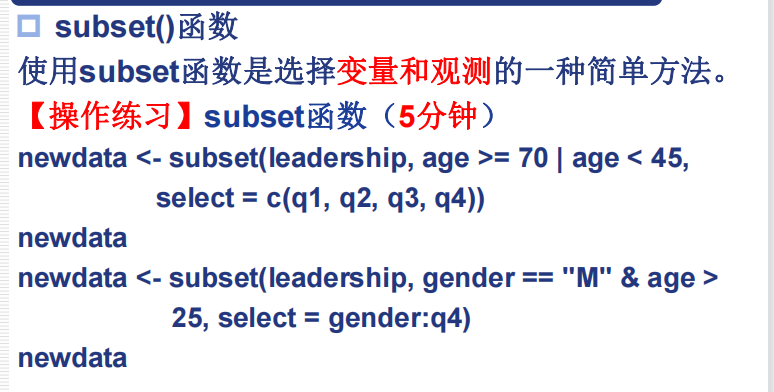 subset()函数
使用subset函数是选择变量和观测的一种简单方法。
【操作练习】subset函数（5分钟）
newdata <- subset(leadership, age >= 70 | age < 45,
select = c(q1, q2, q3, q4))
newdata
newdata <- subset(leadership, gender == "M" & age >
25, select = gender:q4)
newdata